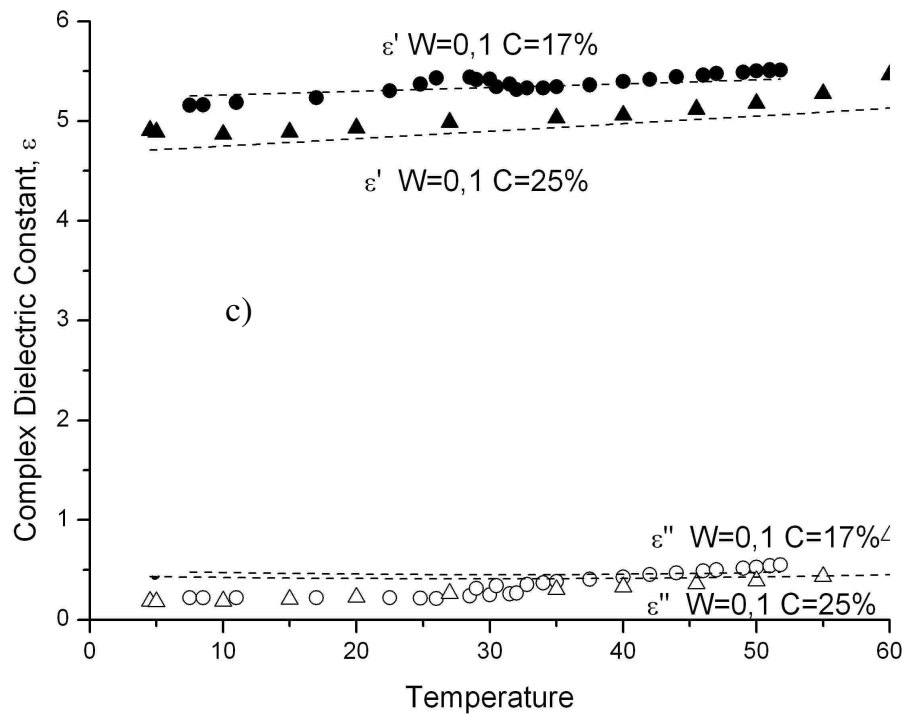 6
ε' W=0,1 C=17%
5
ε' W=0,1 C=25%
4
c)
3
2
1
ε'' W=0,1 C=17%
ε'' W=0,1 C=25%
0
0 10 20 30 40 50 60
Temperature
Complex Dielectric Constant, ε